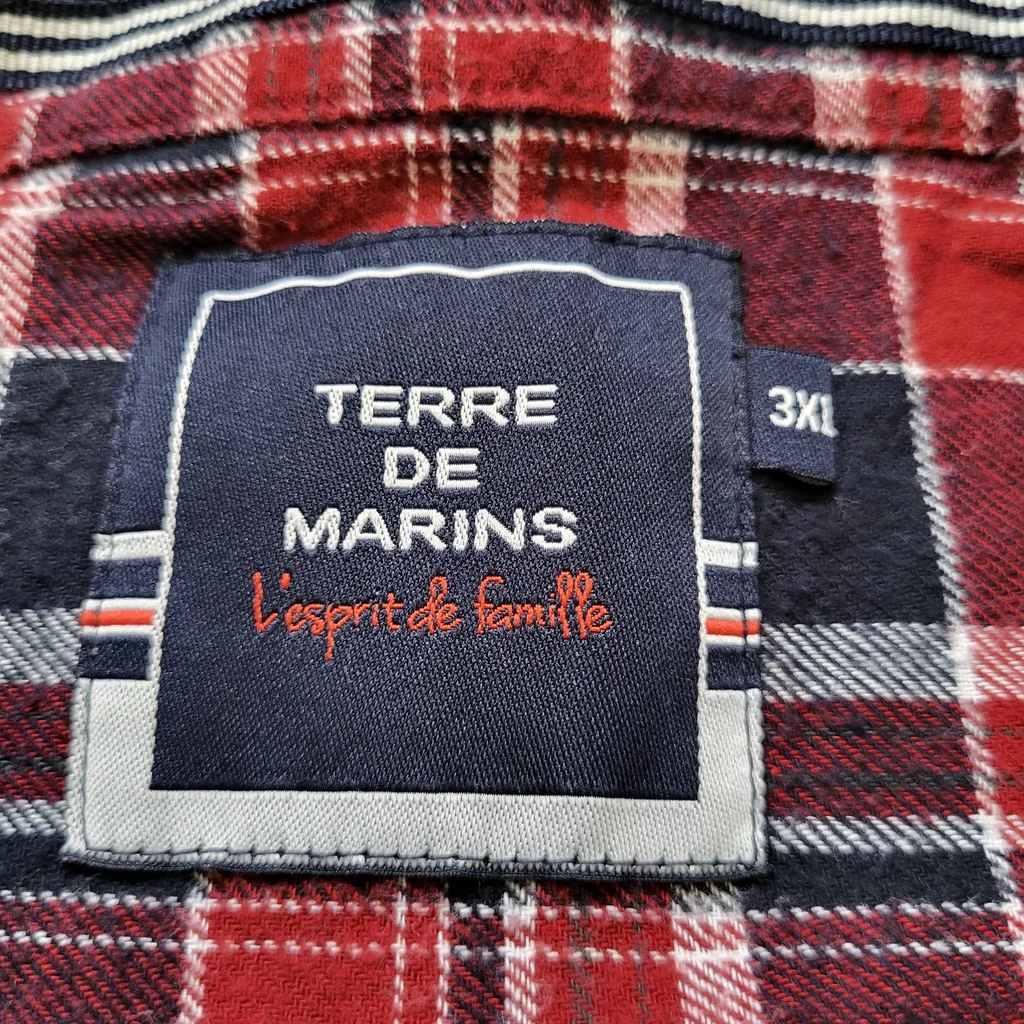 TERRE
DE
MARINS
L'esprit de famille
3XL